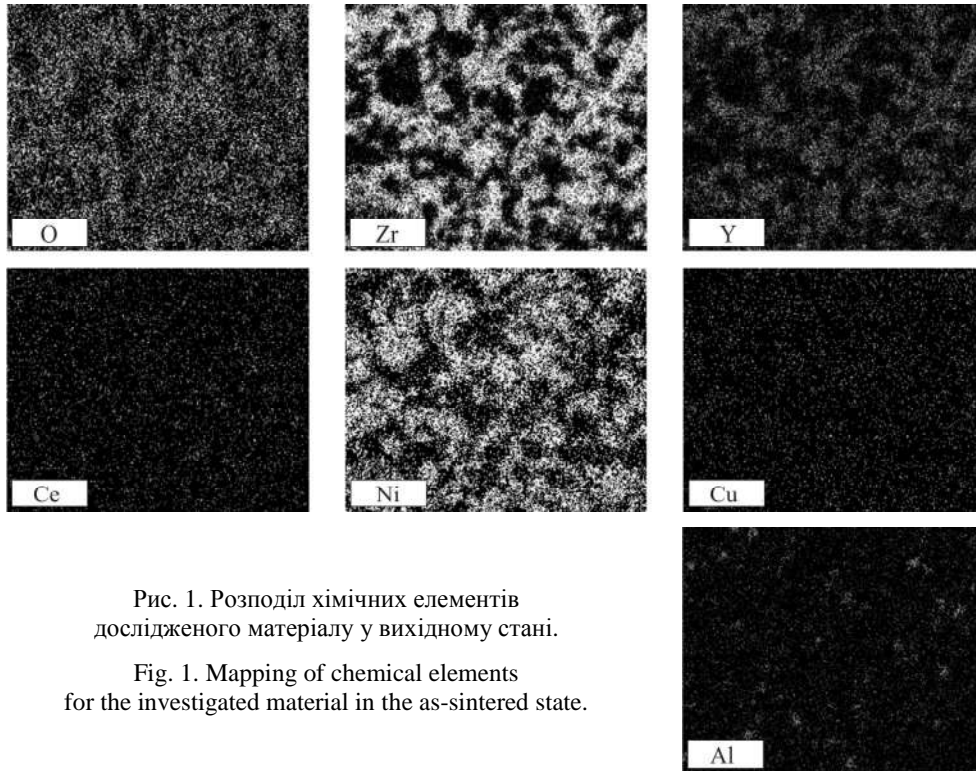 O
Zr
Y
Ce
Ni
Cu
Рис. 1. Розподіл хімічних елементів
дослідженого матеріалу у вихідному стані.
Fig. 1. Mapping of chemical elements
for the investigated material in the as-sintered state.
Al